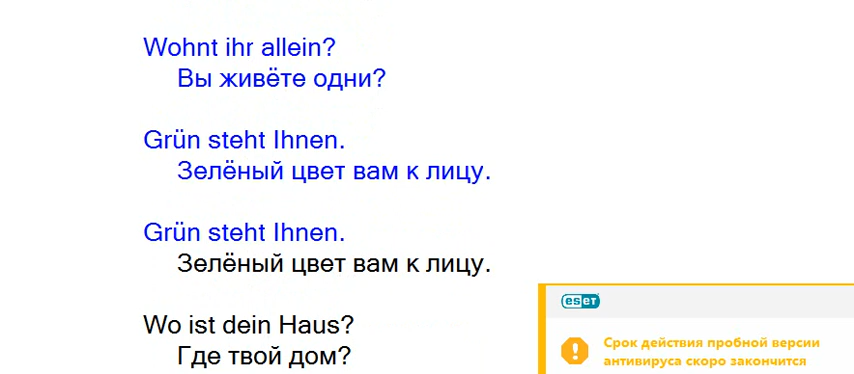 Wohnt ihr allein?
Вы живёте одни?
Grün steht Ihnen.
Зелёный цвет вам к лицу.
Grün steht Ihnen.
Зелёный цвет вам к лицу.
Wo ist dein Haus?
Где твой дом?
eseT
Срок действия пробной версии
антивируса скоро закончится